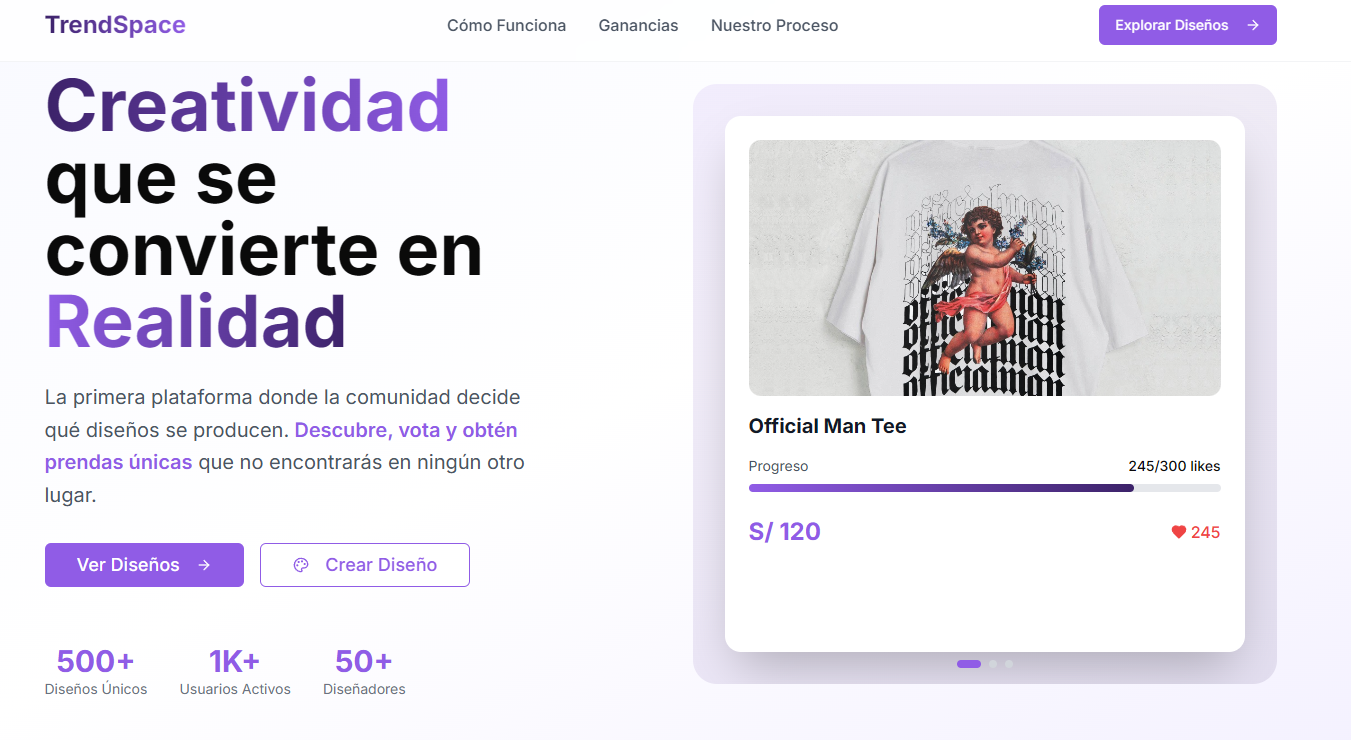 TrendSpace
Cómo Funciona
Ganancias
Nuestro Proceso
Explorar Diseños
Creatividad
que se
convierte en
Realidad
La primera plataforma donde la comunidad decide
qué diseños se producen. Descubre, vota y obtén
prendas únicas que no encontrarás en ningún otro
lugar.
Ver Diseños
Crear Diseño
500+
Diseños Únicos
1K+
Usuarios Activos
50+
Diseñadores
officialman
officialman
Official Man Tee
Progreso
245/300 likes
S/ 120
245